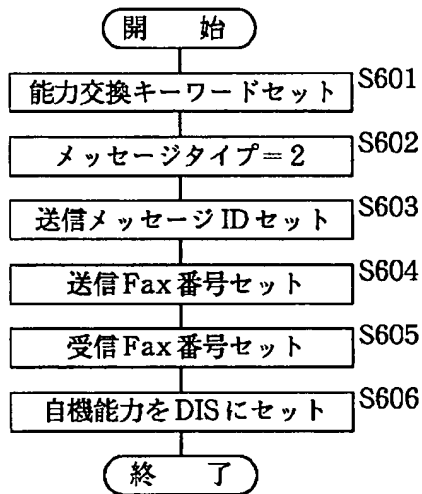 開 始
能力交換キーワードセット S601
メッセージタイプ=2 S602
送信メッセージIDセット S603
送信Fax番号セット S604
受信Fax番号セット S605
自機能力をDISにセット S606
終 了